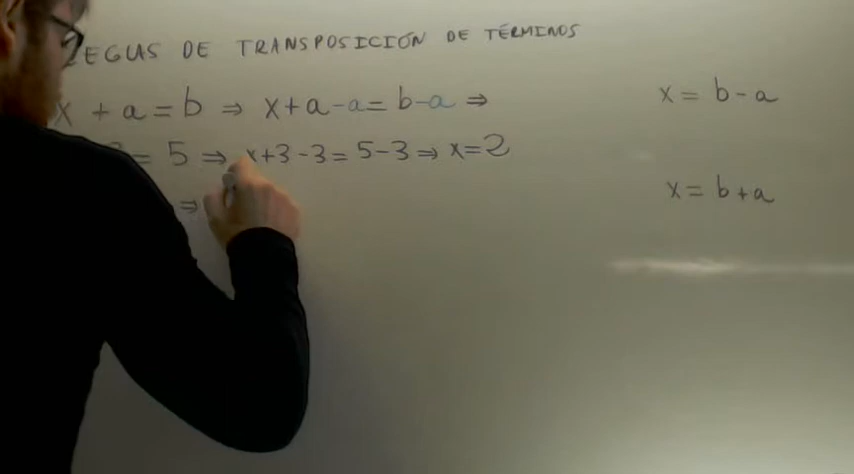 REGLAS DE TRANSPOSICIÓN DE TÉRMINOS
x + a = b ⇒ x+a-a= b-a ⇒ x = b-a
= 5 ⇒ x+3-3= 5-3 ⇒ x=2
⇒ x = b+a